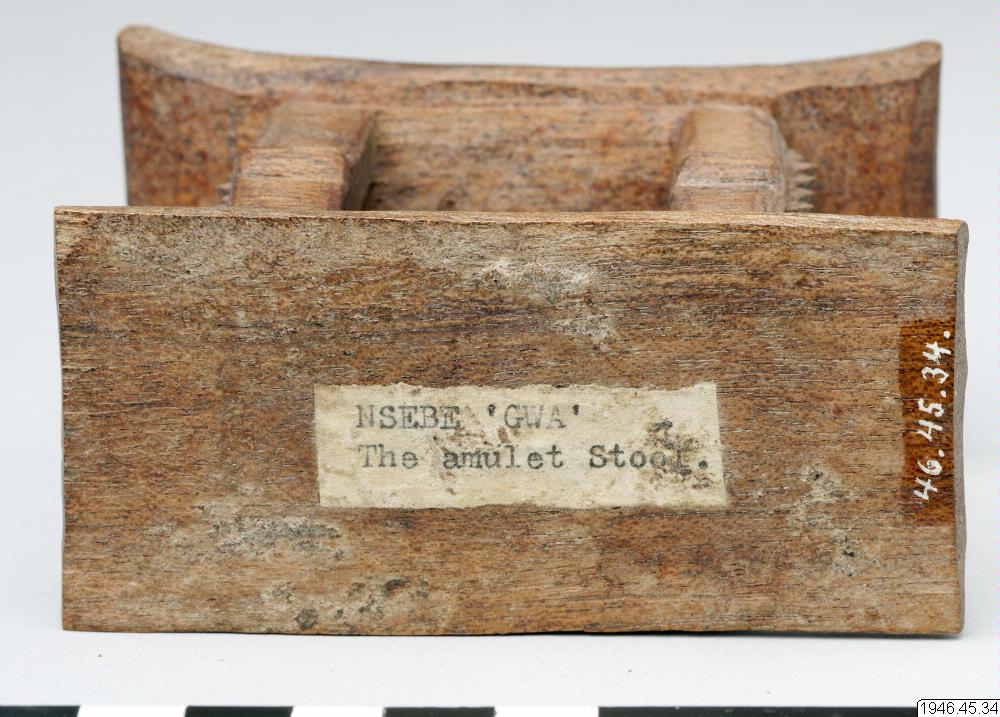 NSEBE 'GWA'
The amulet Stool.
46.45.34.
1946.45.34